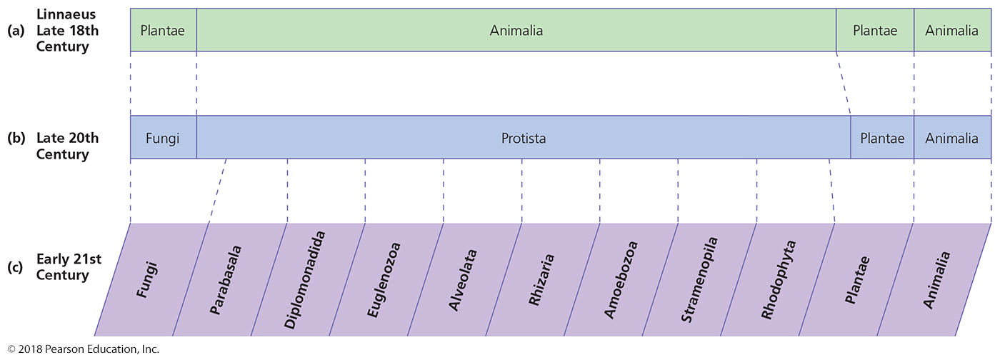 (a) Linnaeus
Late 18th
Century
Plantae
Animalia
Plantae
Animalia
(b) Late 20th
Century
Fungi
Protista
Plantae
Animalia
(c) Early 21st
Century
Fungi
Parabasala
Diplomonadida
Euglenozoa
Alveolata
Rhizaria
Amoebozoa
Stramenopila
Rhodophyta
Plantae
Animalia
© 2018 Pearson Education, Inc.